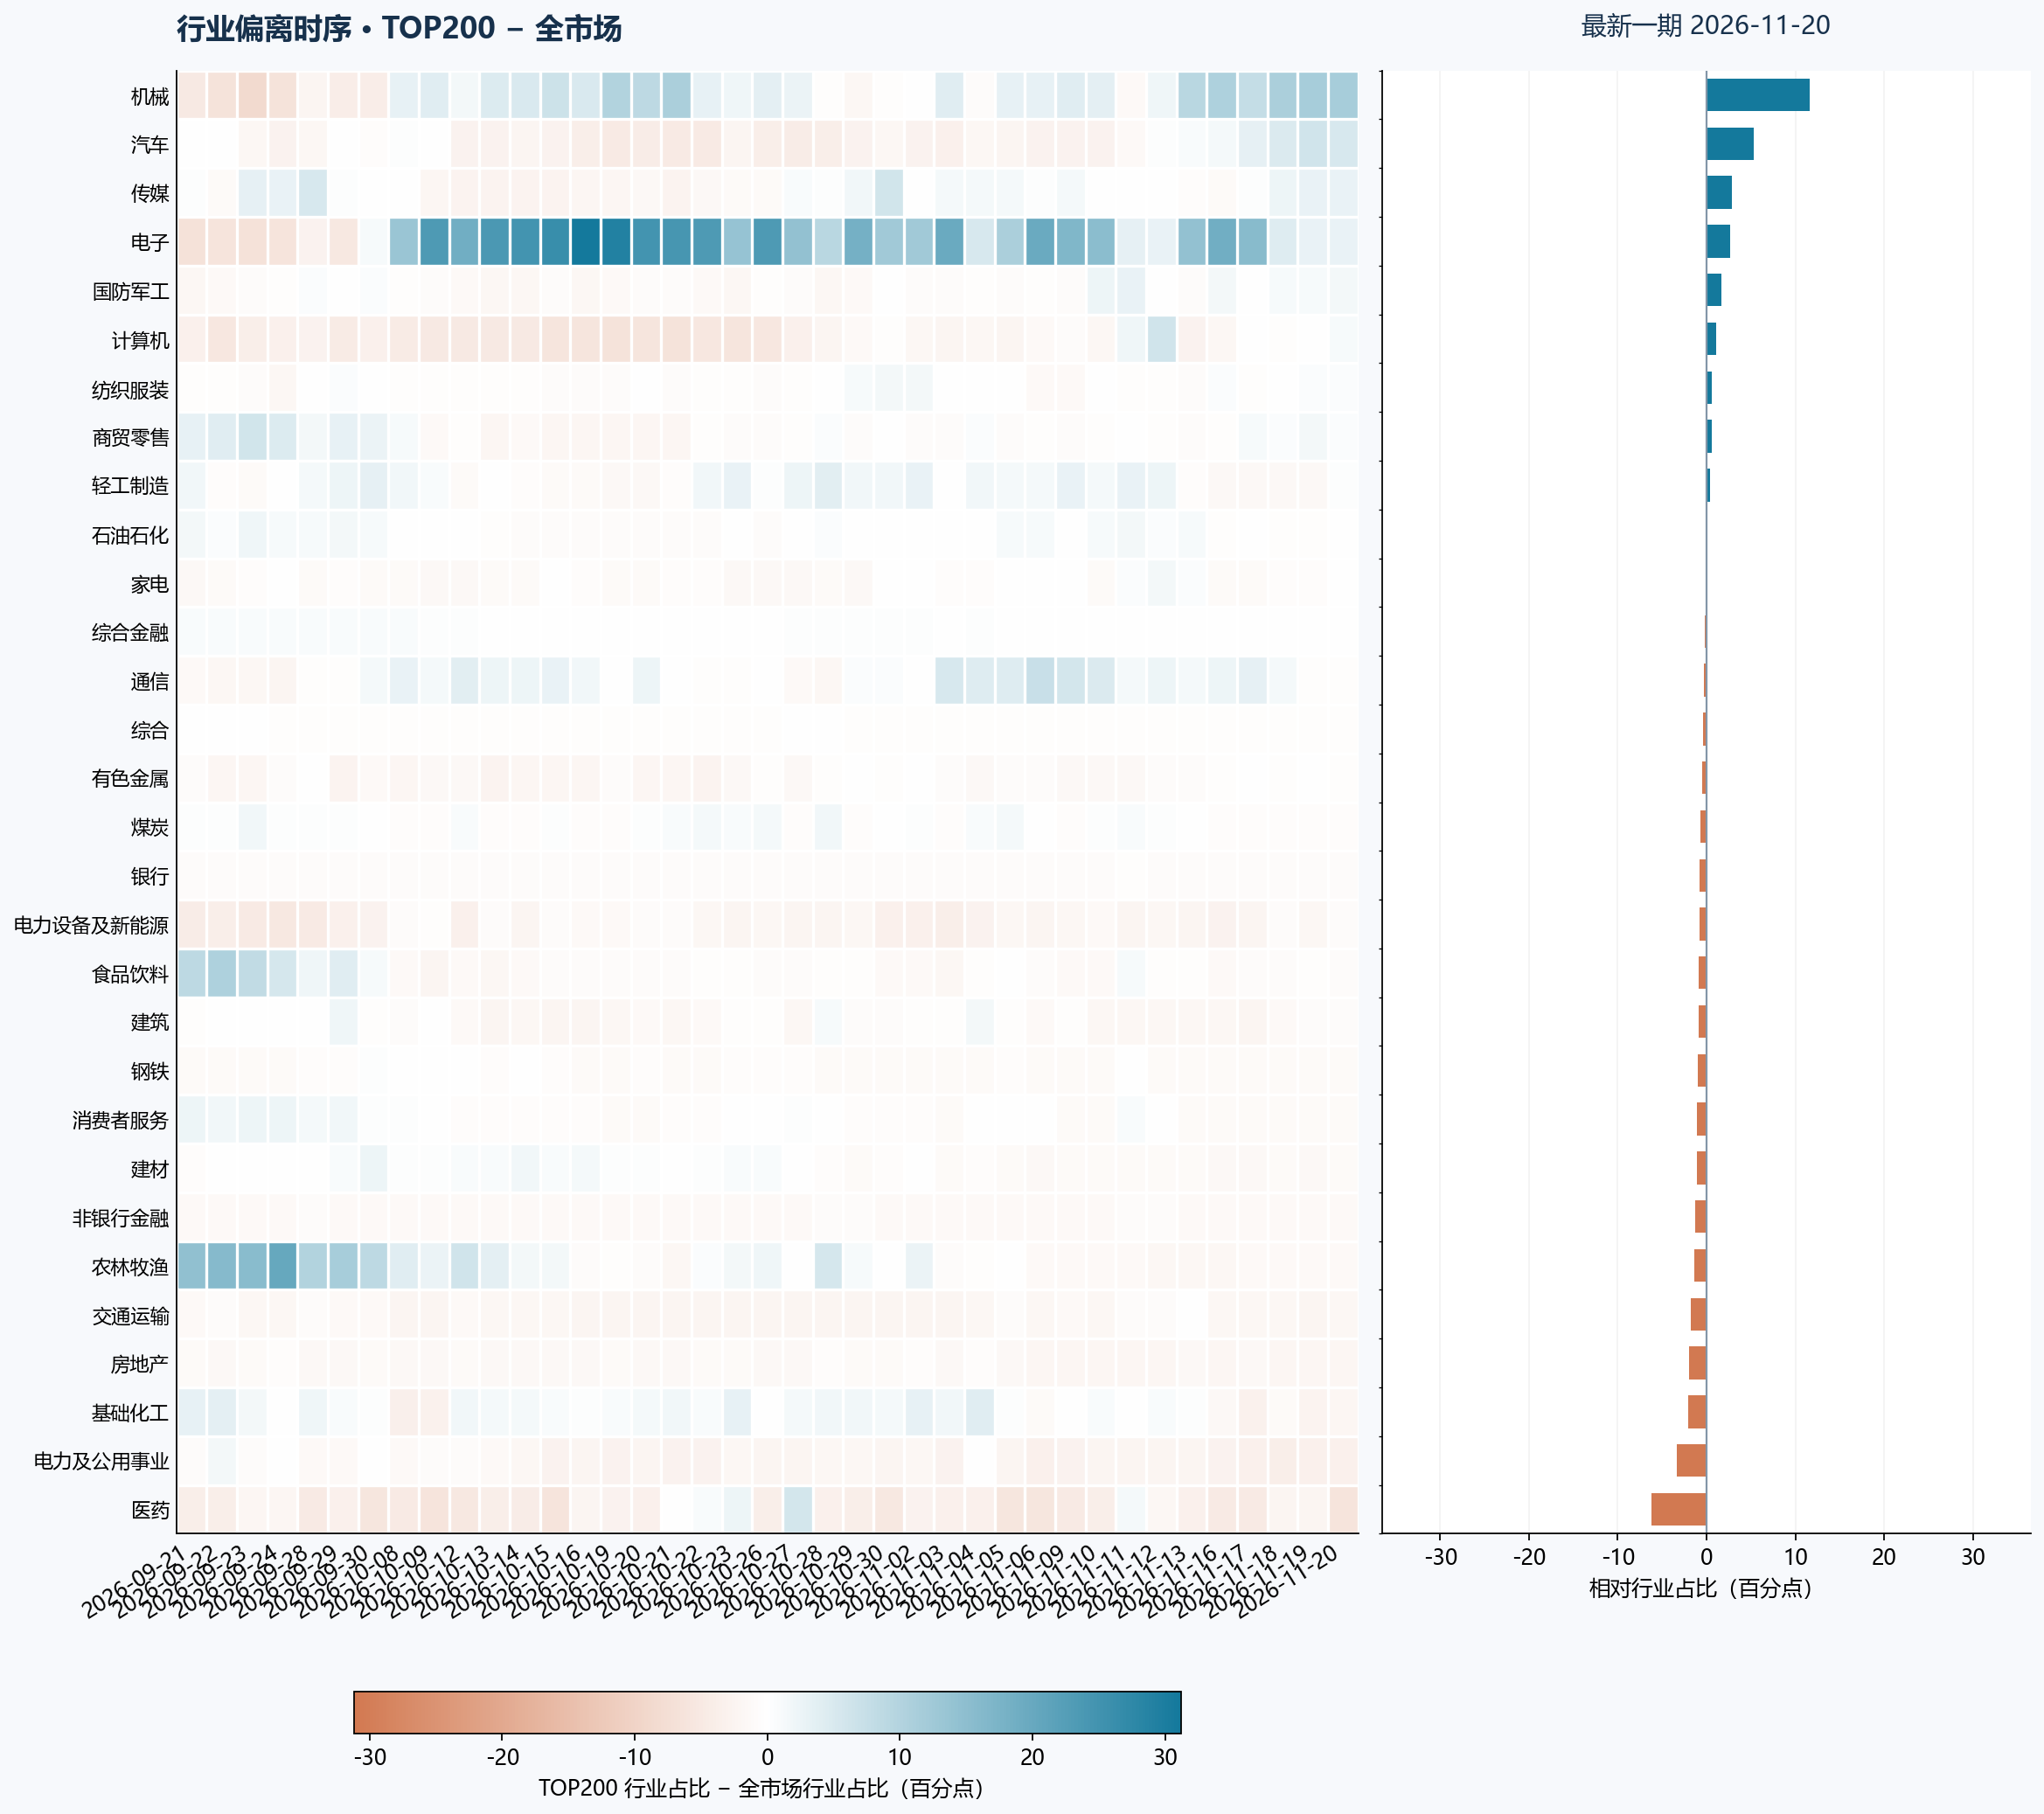 行业偏离时序 • TOP200 − 全市场
最新一期 2026-11-20
机械
汽车
传媒
电子
国防军工
计算机
纺织服装
商贸零售
轻工制造
石油石化
家电
综合金融
通信
综合
有色金属
煤炭
银行
电力设备及新能源
食品饮料
建筑
钢铁
消费者服务
建材
非银行金融
农林牧渔
交通运输
房地产
基础化工
电力及公用事业
医药
2026-09-21
2026-09-22
2026-09-23
2026-09-24
2026-09-28
2026-09-29
2026-09-30
2026-10-08
2026-10-09
2026-10-12
2026-10-13
2026-10-14
2026-10-15
2026-10-16
2026-10-19
2026-10-20
2026-10-21
2026-10-22
2026-10-23
2026-10-26
2026-10-27
2026-10-28
2026-10-29
2026-10-30
2026-11-02
2026-11-03
2026-11-04
2026-11-05
2026-11-06
2026-11-09
2026-11-10
2026-11-11
2026-11-12
2026-11-13
2026-11-16
2026-11-17
2026-11-18
2026-11-19
2026-11-20
-30 -20 -10 0 10 20 30
相对行业占比（百分点）
-30 -20 -10 0 10 20 30
TOP200 行业占比 − 全市场行业占比（百分点）